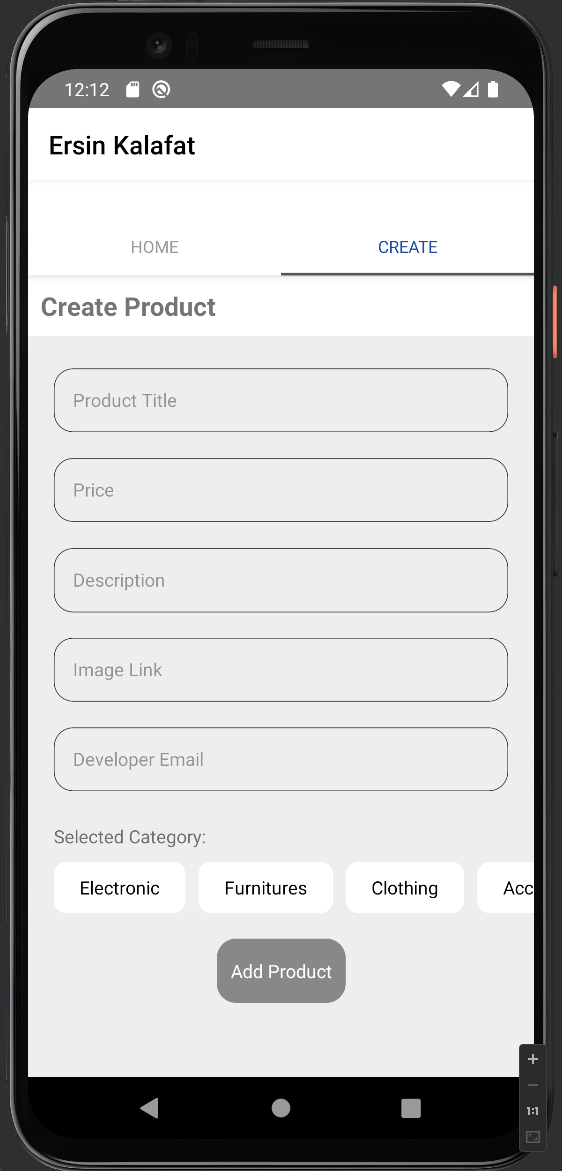 12:12
Ersin Kalafat
HOME CREATE
Create Product
Product Title
Price
Description
Image Link
Developer Email
Selected Category:
Electronic Furnitures Clothing Acc
Add Product
1:1